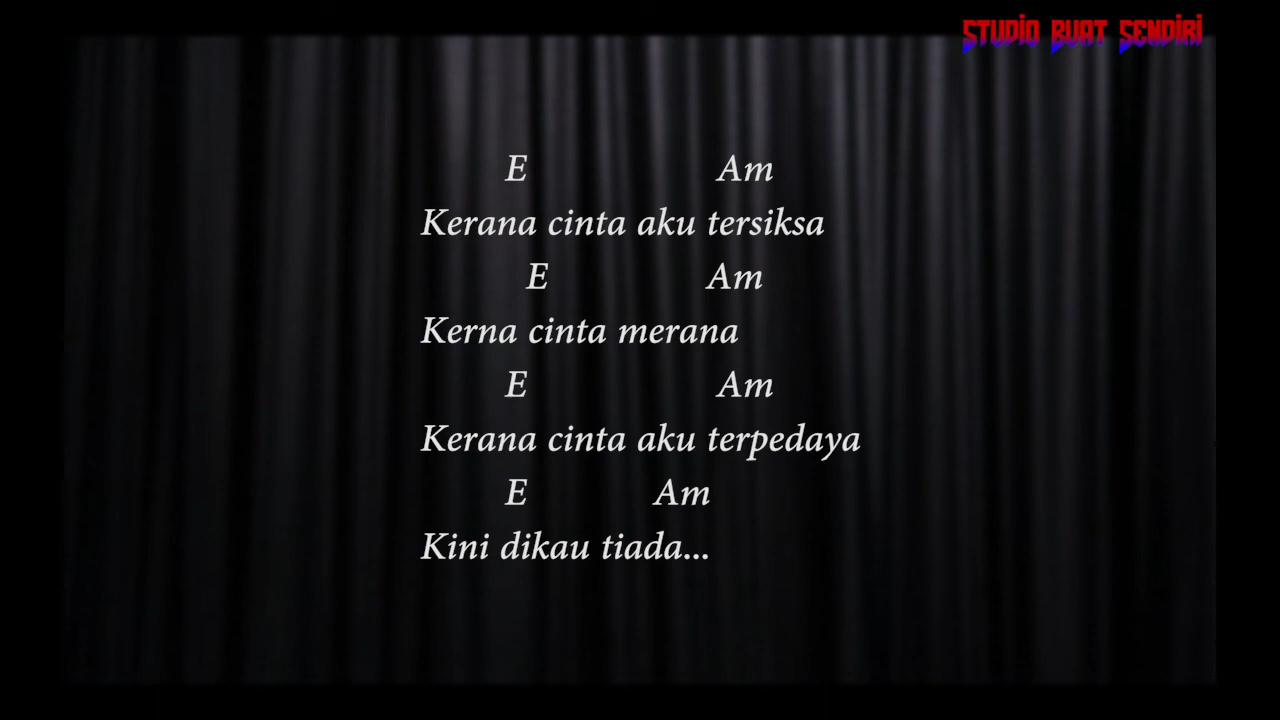 STUDIO BUAT SENDIRI
E Am
Kerana cinta aku tersiksa
E Am
Kerna cinta merana
E Am
Kerana cinta aku terpedaya
E Am
Kini dikau tiada...